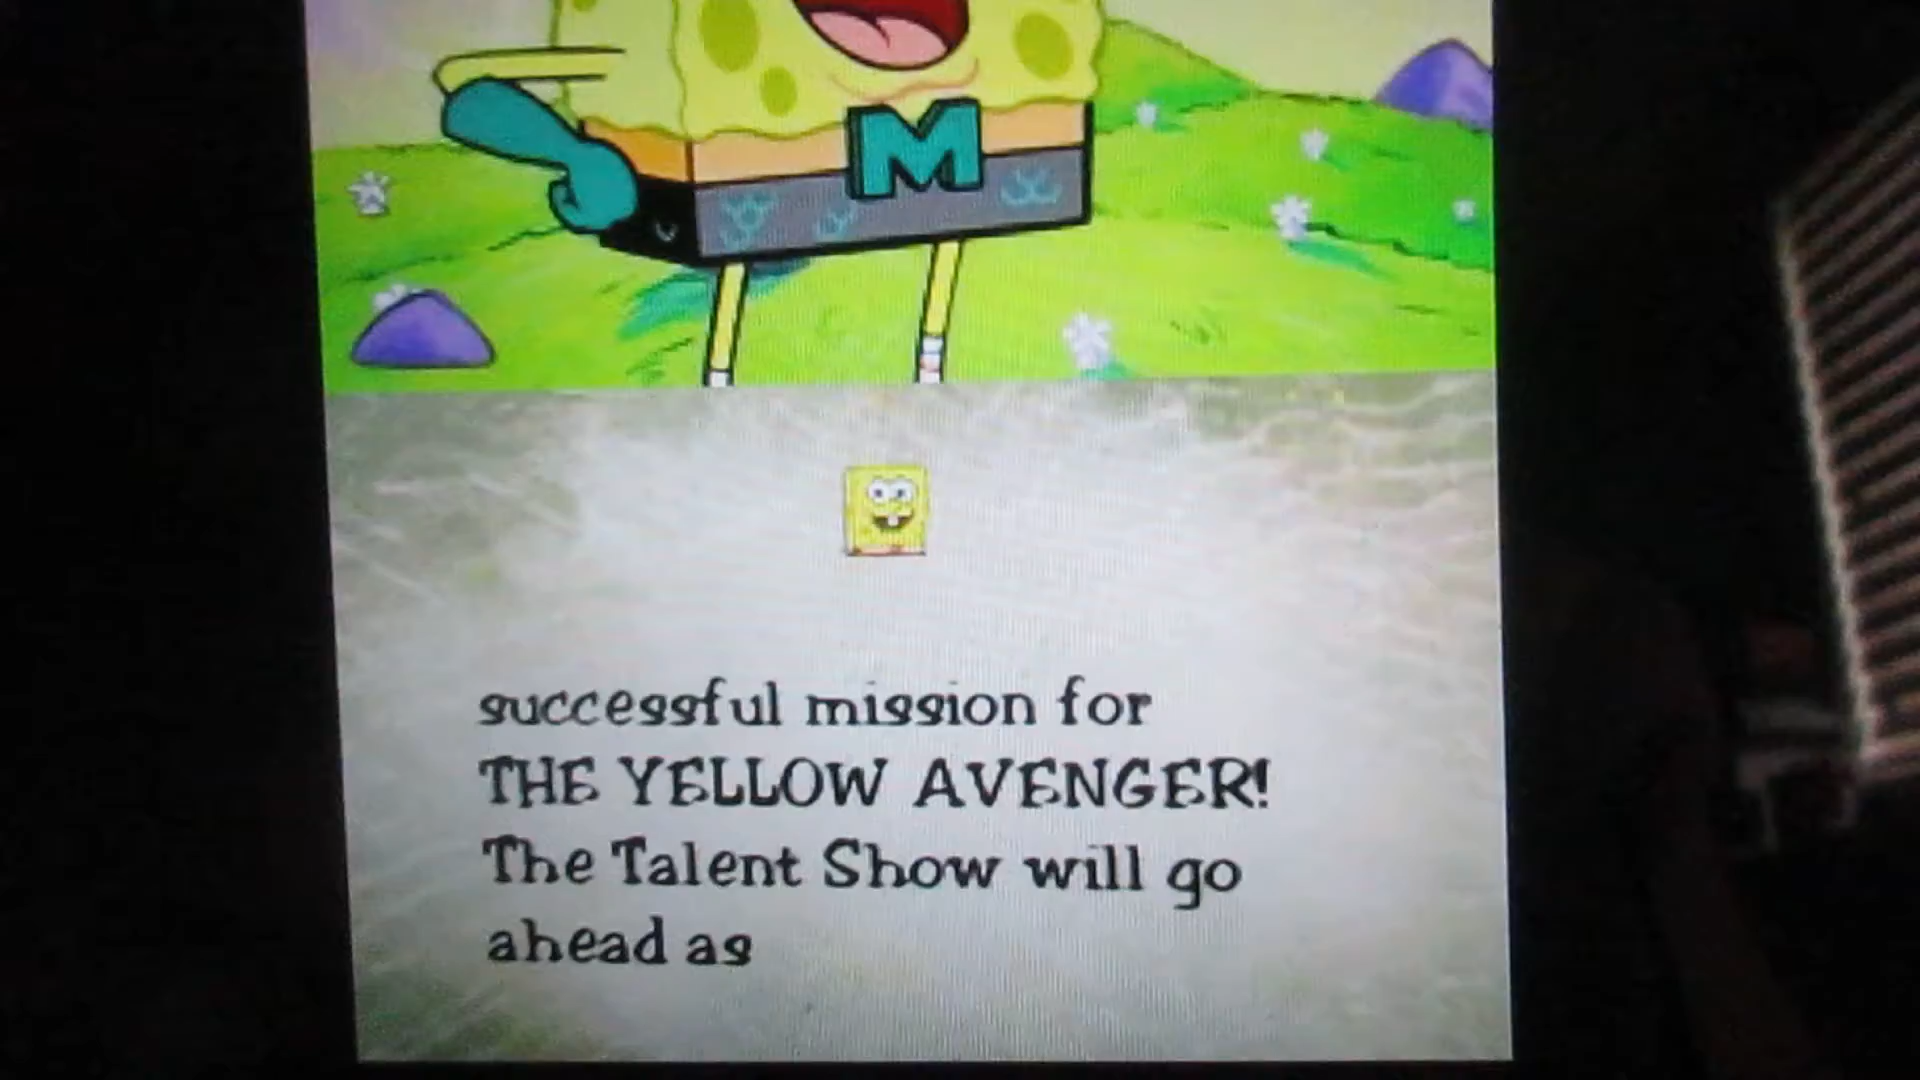 M
successful mission for
THE YELLOW AVENGER!
The Talent Show will go
ahead as